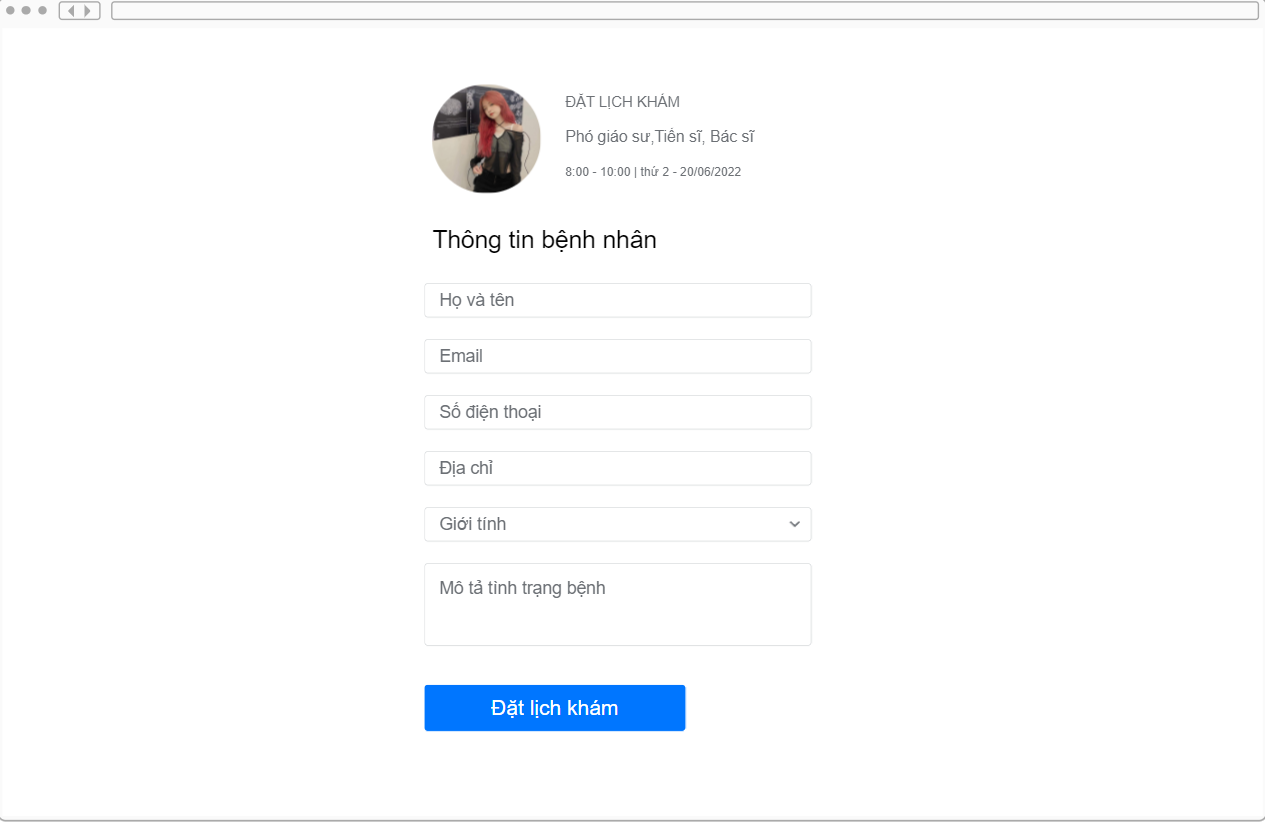 ĐẶT LỊCH KHÁM
Phó giáo sư,Tiến sĩ, Bác sĩ
8:00 - 10:00 | thứ 2 - 20/06/2022
Thông tin bệnh nhân
Họ và tên
Email
Số điện thoại
Địa chỉ
Giới tính
Mô tả tình trạng bệnh
Đặt lịch khám